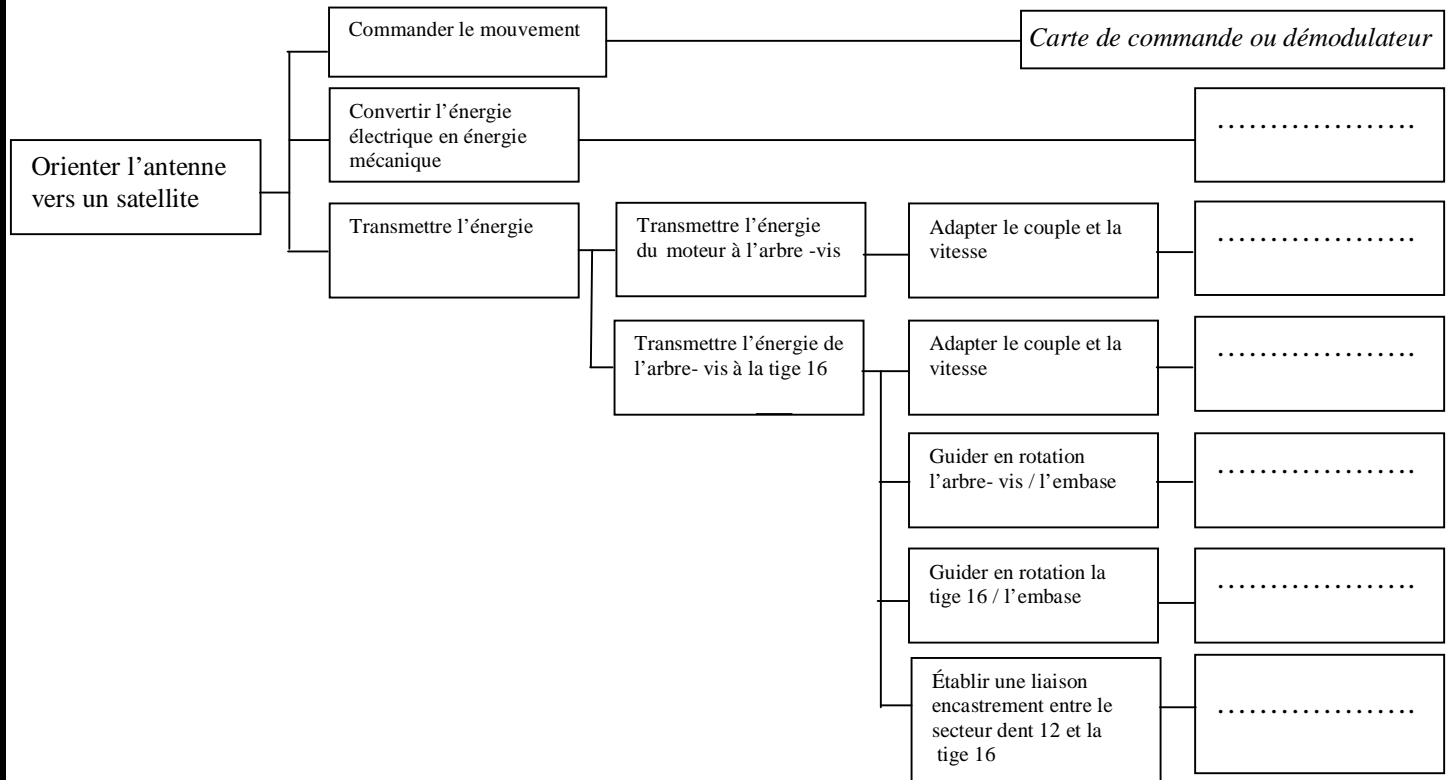 Commander le mouvement
Carte de commande ou démodulateur
Convertir l’énergie
électrique en énergie
mécanique
………………….
Orienter l’antenne
vers un satellite
Transmettre l’énergie
Transmettre l’énergie
du moteur à l’arbre -vis
Adapter le couple et la
vitesse
………………….
Transmettre l’énergie de
l’arbre- vis à la tige 16
Adapter le couple et la
vitesse
………………….
Guider en rotation
l’arbre- vis / l’embase
………………….
Guider en rotation la
tige 16 / l’embase
………………….
Établir une liaison
encastrement entre le
secteur dent 12 et la
tige 16
………………….